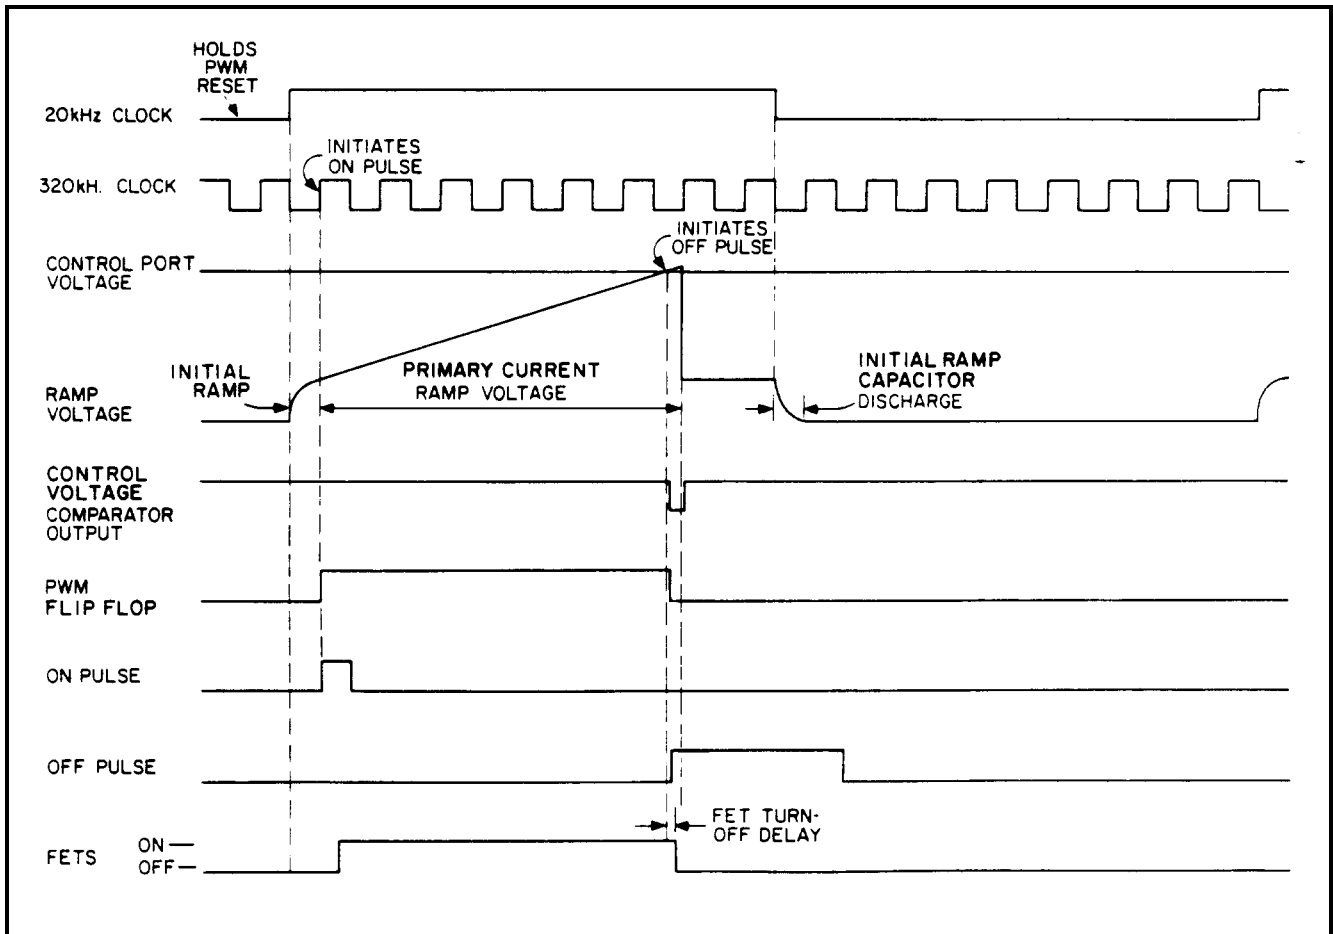 HOLDS
PWM
RESET
20kHz CLOCK
INITIATES
ON PULSE
320kH. CLOCK
INITIATES
OFF PULSE
CONTROL PORT
VOLTAGE
INITIAL
RAMP
PRIMARY CURRENT
RAMP VOLTAGE
INITIAL RAMP
CAPACITOR
DISCHARGE
RAMP
VOLTAGE
CONTROL
VOLTAGE
COMPARATOR
OUTPUT
PWM
FLIP FLOP
ON PULSE
OFF PULSE
FET TURN-
OFF DELAY
FETS
ON
OFF